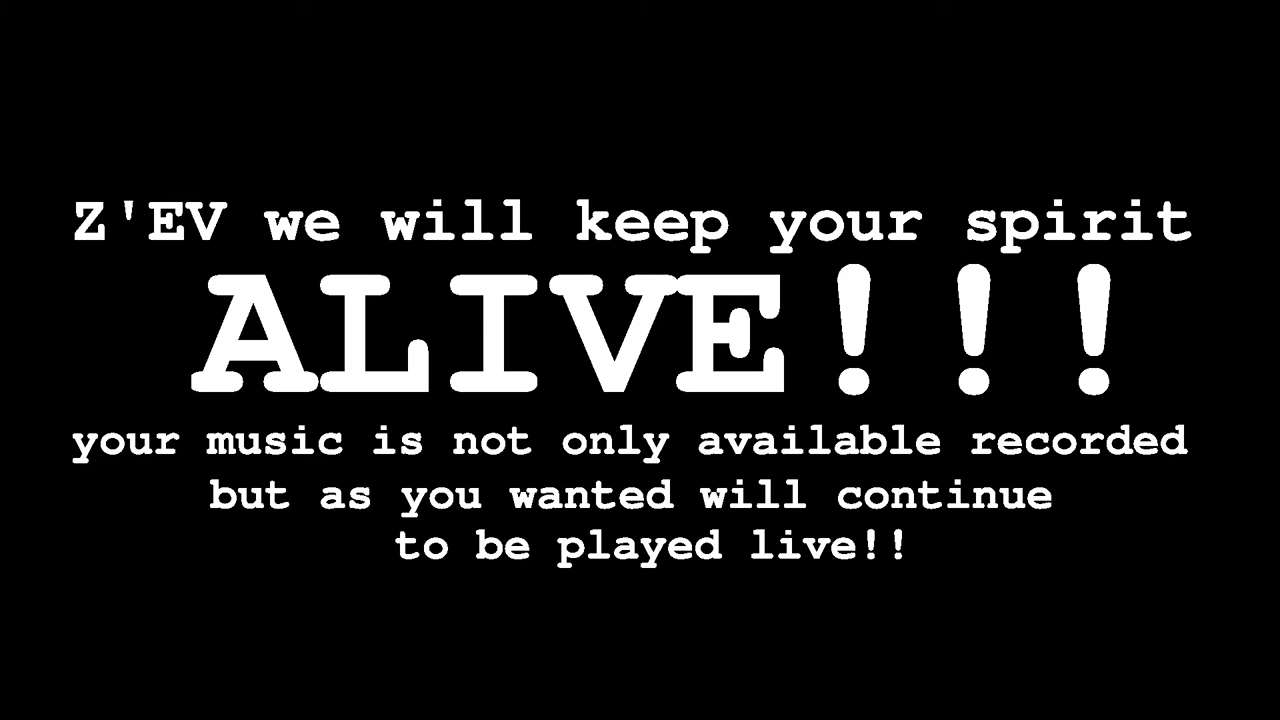 Z'EV we will keep your spirit
ALIVE!!!
your music is not only available recorded
but as you wanted will continue
to be played live!!